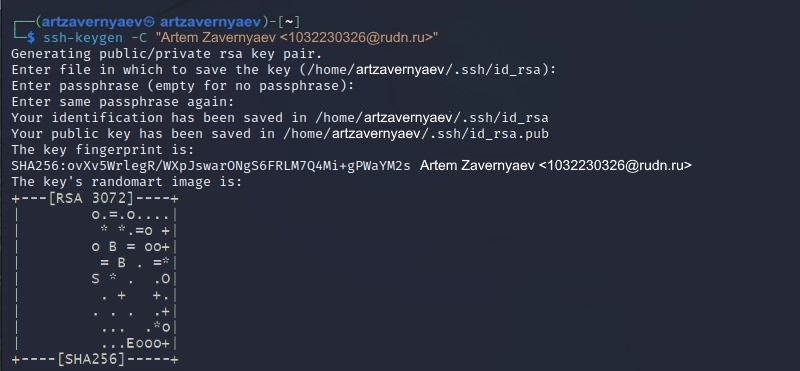 ┌──(artzavernyaev㉿ artzavernyaev)-[~]
└─$ ssh-keygen -C "Artem Zavernyaev <1032230326@rudn.ru>"
Generating public/private rsa key pair.
Enter file in which to save the key (/home/artzavernyaev/.ssh/id_rsa):
Enter passphrase (empty for no passphrase):
Enter same passphrase again:
Your identification has been saved in /home/artzavernyaev/.ssh/id_rsa
Your public key has been saved in /home/artzavernyaev/.ssh/id_rsa.pub
The key fingerprint is:
SHA256:ovXv5WrlegR/WXpJswarONgS6FRLM7Q4Mi+gPWaYM2s Artem Zavernyaev <1032230326@rudn.ru>
The key's randomart image is:
+---[RSA 3072]----+
|         o.=.o....|
|          * *.=o +|
|         o B = oo+|
|          = B . =*|
|         S * .  .O|
|          . +   +.|
|         . . .  .+|
|          ...  .*o|
|          ...Eooo+|
+----[SHA256]-----+